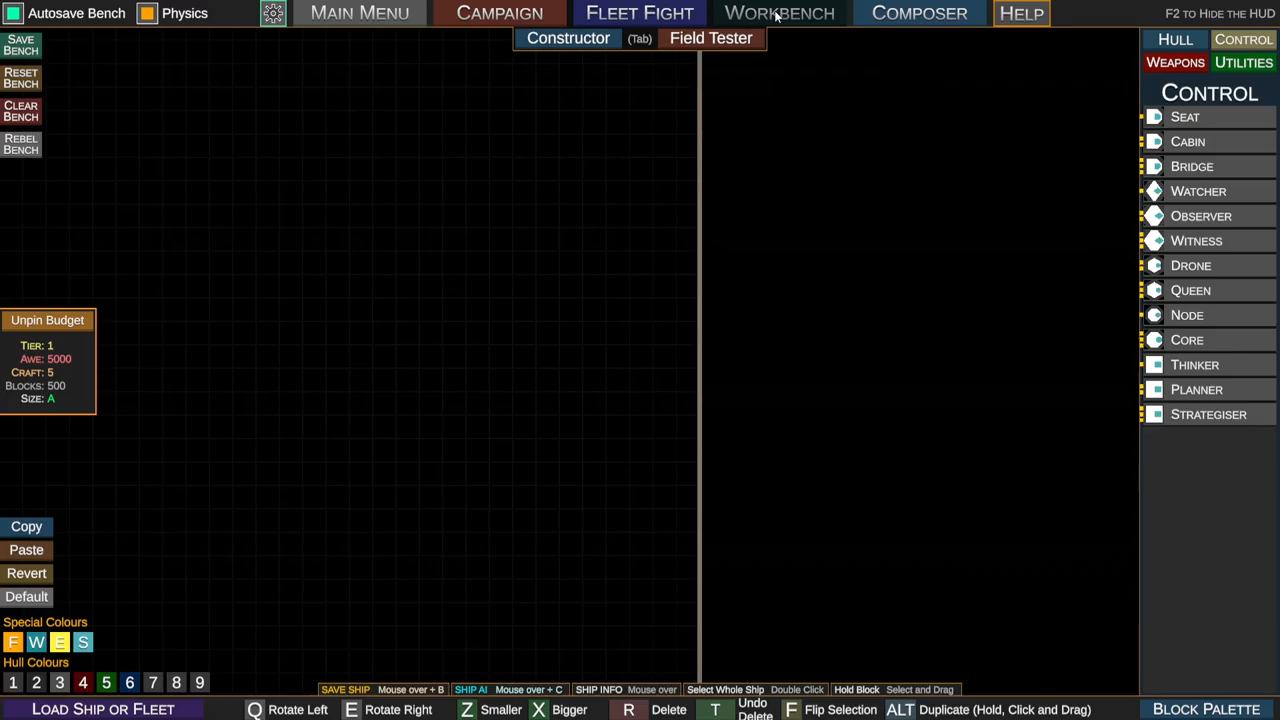 Autosave Bench
Physics
MAIN MENU
CAMPAIGN
FLEET FIGHT
WORKBENCH
COMPOSER
HELP
F2 TO HIDE THE HUD
Constructor
(Tab)
Field Tester
SAVE
BENCH
RESET
BENCH
CLEAR
BENCH
REBEL
BENCH
HULL
CONTROL
WEAPONS
UTILITIES
CONTROL
SEAT
CABIN
BRIDGE
WATCHER
OBSERVER
WITNESS
DRONE
QUEEN
NODE
CORE
THINKER
PLANNER
STRATEGISER
Unpin Budget
TIER: 1
AWE: 5000
CRAFT: 5
BLOCKS: 500
SIZE: A
Copy
Paste
Revert
Default
Special Colours
F W E S
Hull Colours
1 2 3 4 5 6 7 8 9
SAVE SHIP Mouse over + B
SHIP AI Mouse over + C
SHIP INFO Mouse over
Select Whole Ship Double Click
Hold Block Select and Drag
LOAD SHIP OR FLEET
Q Rotate Left
E Rotate Right
Z Smaller
X Bigger
R Delete
T Undo
Delete
F Flip Selection
ALT Duplicate (Hold, Click and Drag)
BLOCK PALETTE